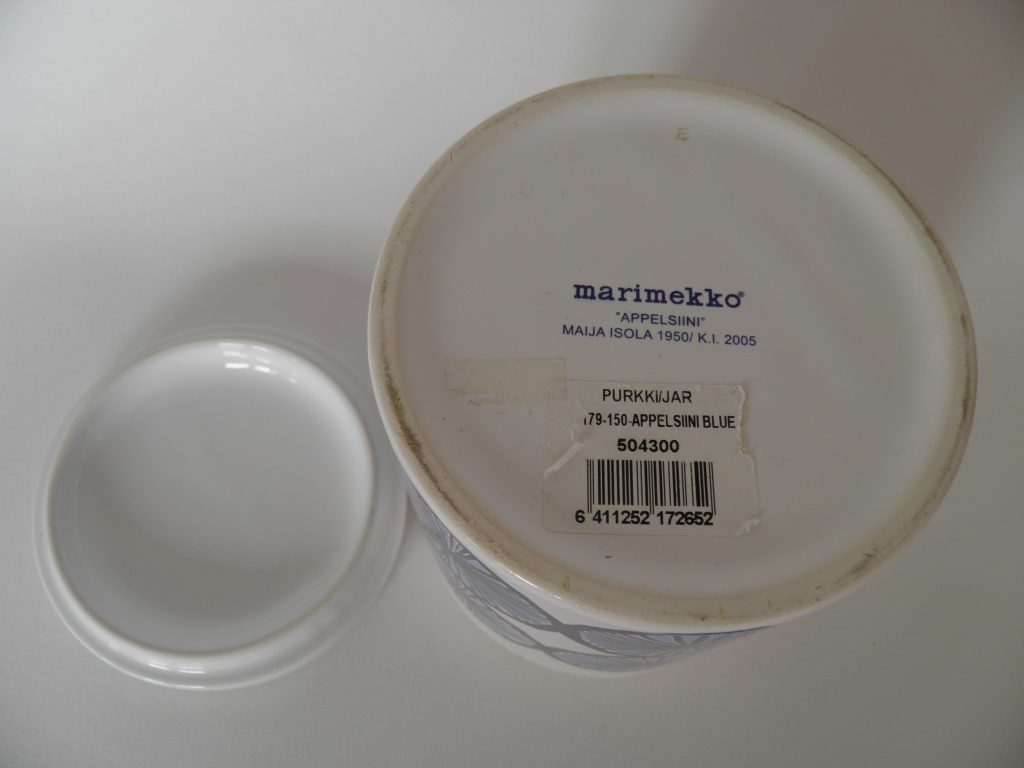 marimekko®
"APPELSIINI"
MAIJA ISOLA 1950/ K.I. 2005
PURKKI/JAR
179-150-APPELSIINI BLUE
504300
6 411252 172652